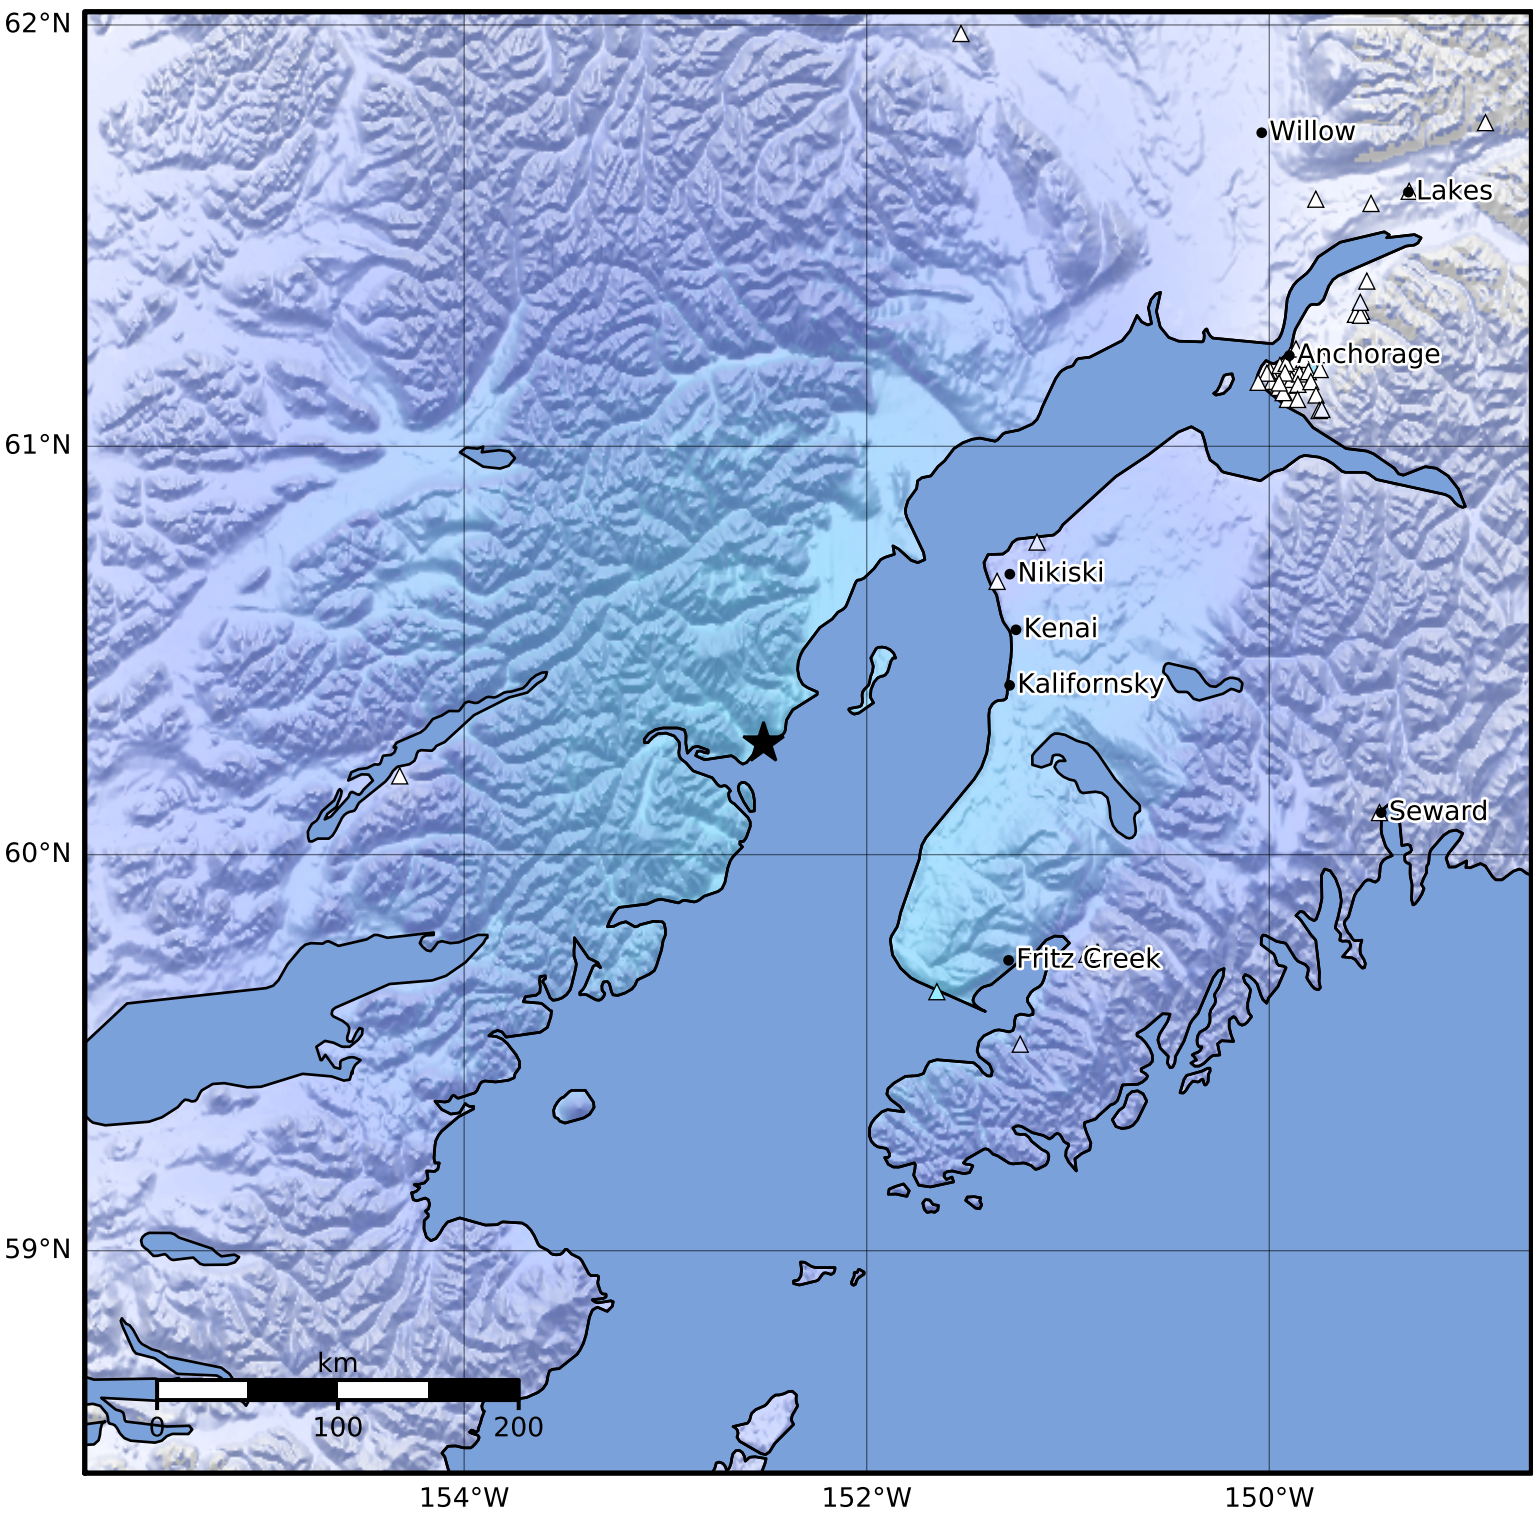 62°N
Willow
Lakes
Anchorage
61°N
Nikiski
Kenai
Kalifornsky
Seward
60°N
Fritz Creek
59°N
km
0 100 200
154°W 152°W 150°W